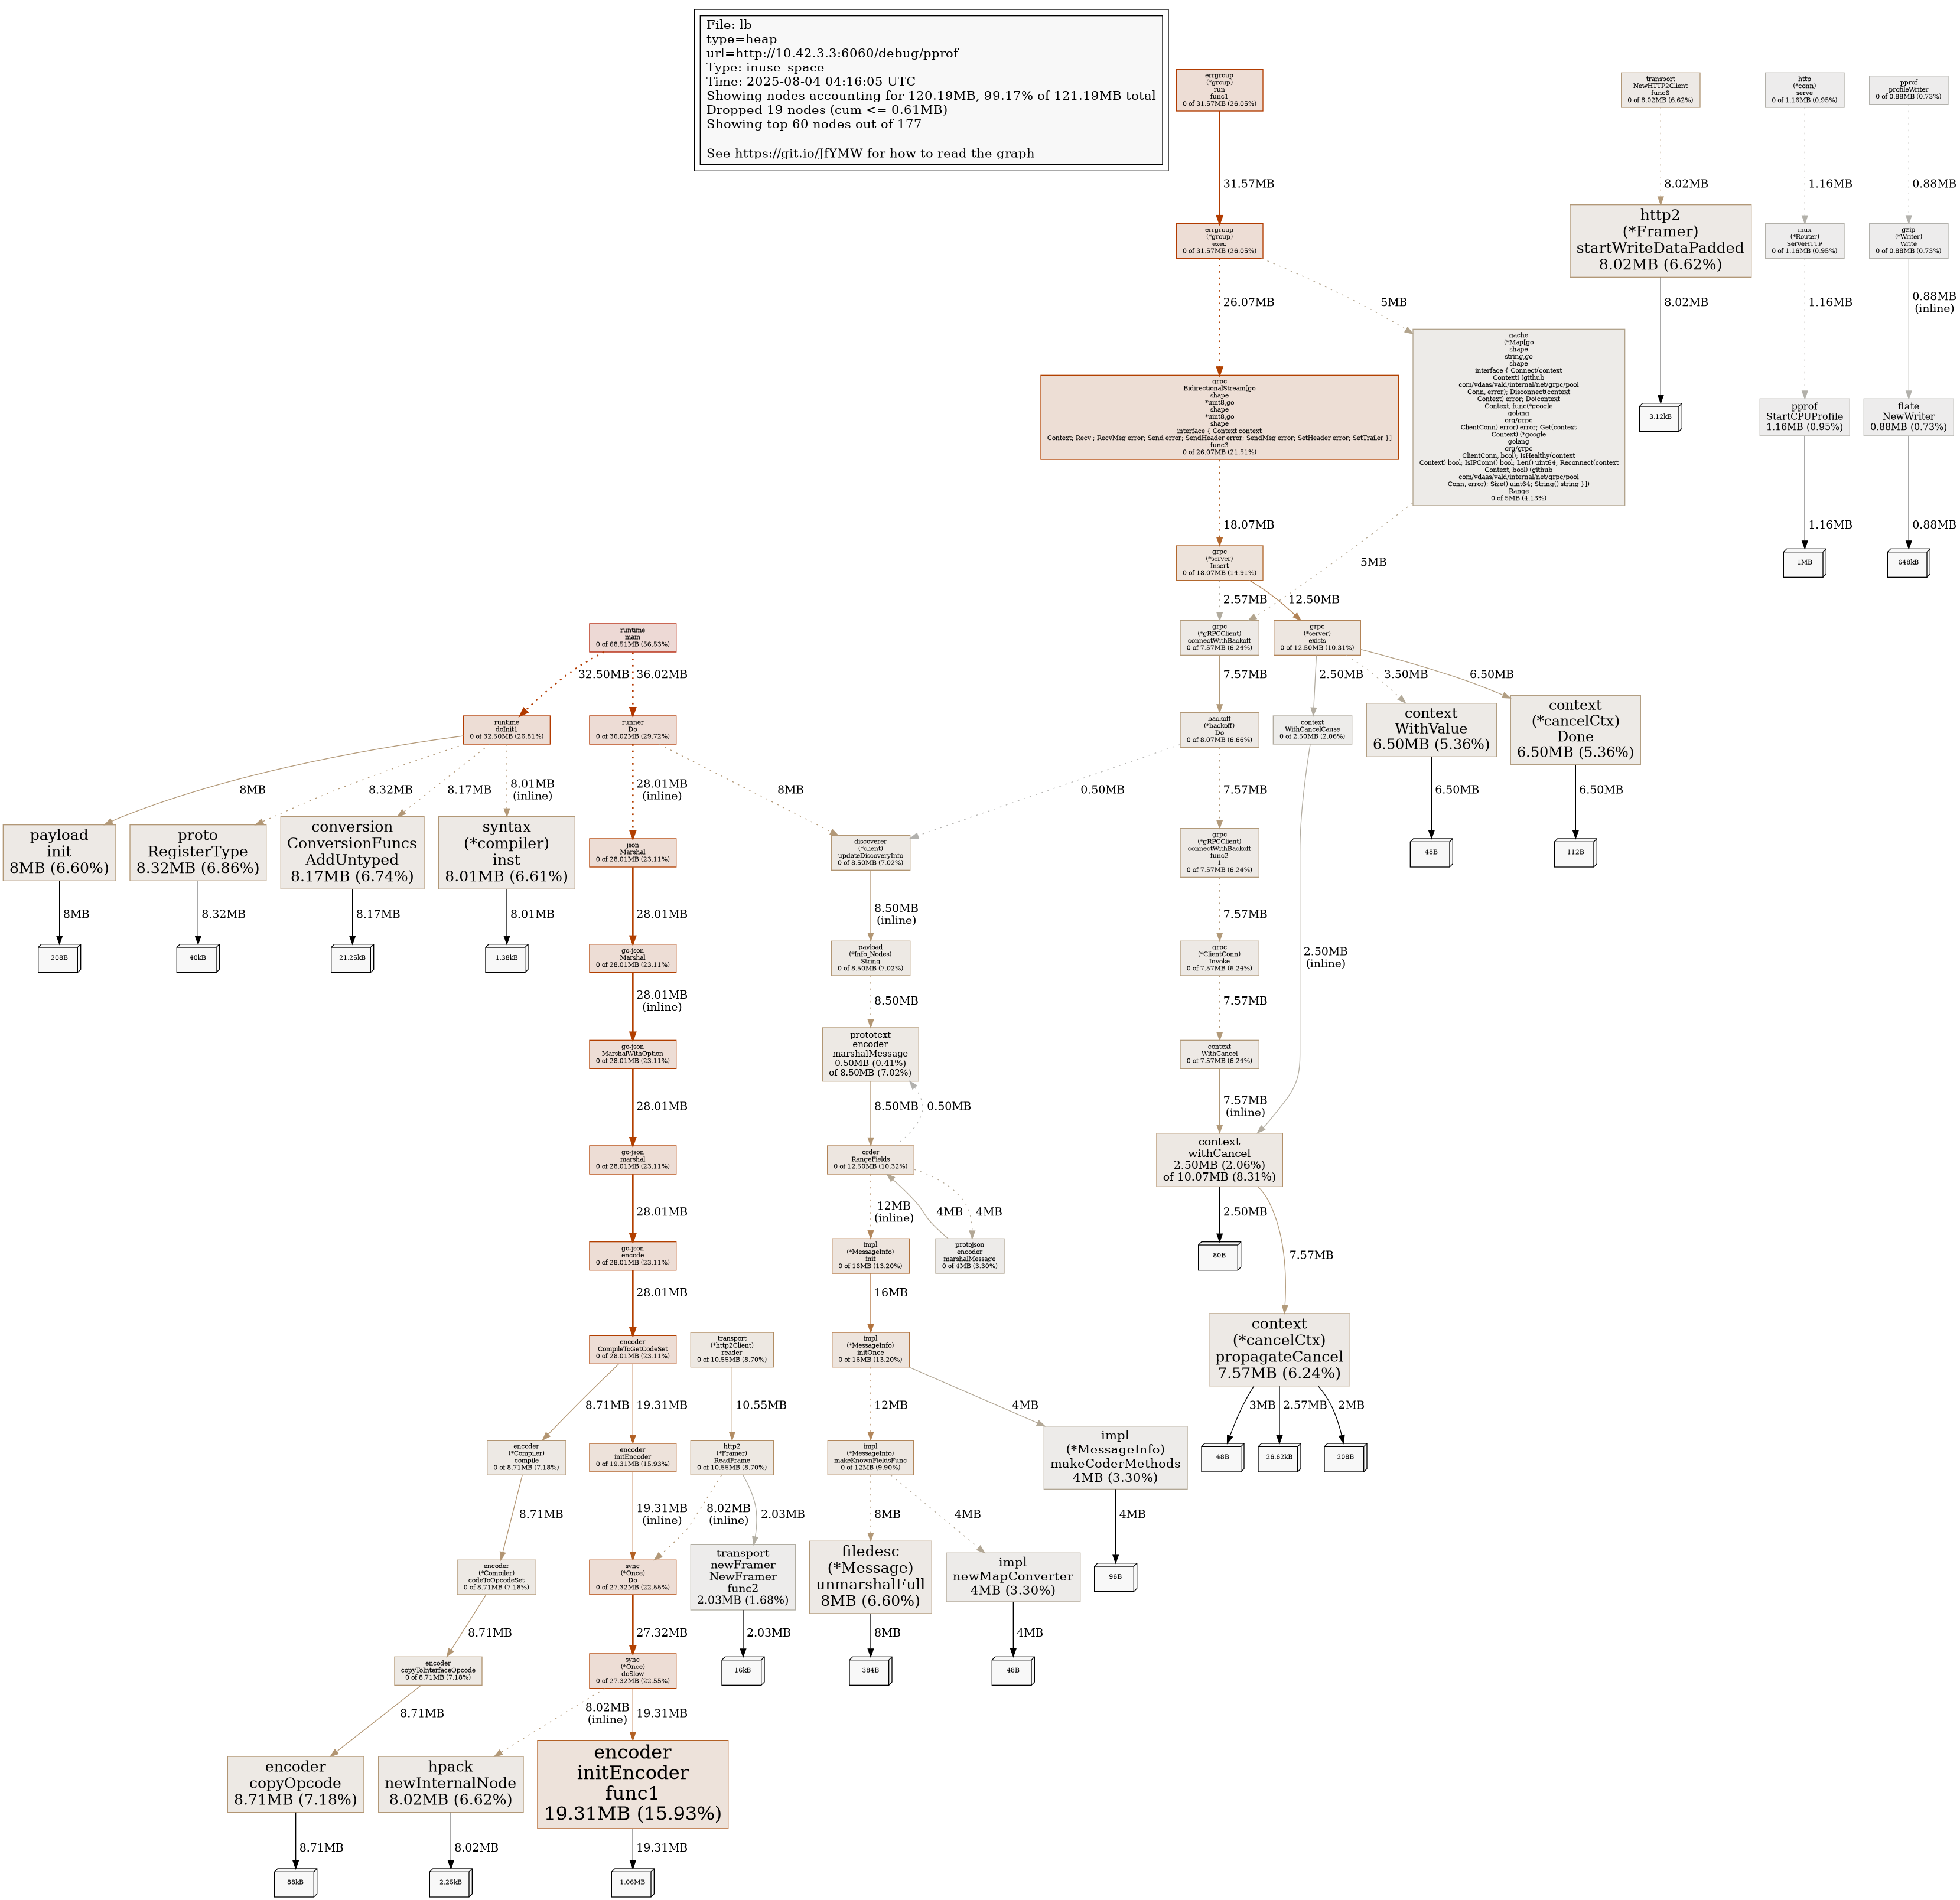 File: lb
type=heap
url=http://10.42.3.3:6060/debug/pprof
Type: inuse_space
Time: 2025-08-04 04:16:05 UTC
Showing nodes accounting for 120.19MB, 99.17% of 121.19MB total
Dropped 19 nodes (cum <= 0.61MB)
Showing top 60 nodes out of 177
See https://git.io/JfYMW for how to read the graph
errgroup
(*group)
run
func1
0 of 31.57MB (26.05%)
transport
NewHTTP2Client
func6
0 of 8.02MB (6.62%)
http
(*conn)
serve
0 of 1.16MB (0.95%)
pprof
profileWriter
0 of 0.88MB (0.73%)
31.57MB
8.02MB
1.16MB
0.88MB
errgroup
(*group)
exec
0 of 31.57MB (26.05%)
http2
(*Framer)
startWriteDataPadded
8.02MB (6.62%)
mux
(*Router)
ServeHTTP
0 of 1.16MB (0.95%)
gzip
(*Writer)
Write
0 of 0.88MB (0.73%)
26.07MB
5MB
8.02MB
1.16MB
0.88MB
(inline)
grpc
BidirectionalStream[go
shape
*uint8,go
shape
*uint8,go
shape
interface { Context context
Context; Recv ; RecvMsg error; Send error; SendHeader error; SendMsg error; SetHeader error; SetTrailer }]
func3
0 of 26.07MB (21.51%)
gache
(*Map[go
shape
string,go
shape
interface { Connect(context
Context) (github
com/vdaas/vald/internal/net/grpc/pool
Conn, error); Disconnect(context
Context) error; Do(context
Context, func(*google
golang
org/grpc
ClientConn) error) error; Get(context
Context) (*google
golang
org/grpc
ClientConn, bool); IsHealthy(context
Context) bool; IsIPConn() bool; Len() uint64; Reconnect(context
Context, bool) (github
com/vdaas/vald/internal/net/grpc/pool
Conn, error); Size() uint64; String() string }])
Range
0 of 5MB (4.13%)
3.12kB
pprof
StartCPUProfile
1.16MB (0.95%)
flate
NewWriter
0.88MB (0.73%)
18.07MB
5MB
1.16MB
0.88MB
grpc
(*server)
Insert
0 of 18.07MB (14.91%)
1MB
648kB
2.57MB
12.50MB
runtime
main
0 of 68.51MB (56.53%)
grpc
(*gRPCClient)
connectWithBackoff
0 of 7.57MB (6.24%)
grpc
(*server)
exists
0 of 12.50MB (10.31%)
32.50MB
36.02MB
7.57MB
2.50MB
3.50MB
6.50MB
runtime
doInit1
0 of 32.50MB (26.81%)
runner
Do
0 of 36.02MB (29.72%)
backoff
(*backoff)
Do
0 of 8.07MB (6.66%)
context
WithCancelCause
0 of 2.50MB (2.06%)
context
WithValue
6.50MB (5.36%)
context
(*cancelCtx)
Done
6.50MB (5.36%)
8MB
8.32MB
8.17MB
8.01MB
(inline)
28.01MB
(inline)
8MB
0.50MB
7.57MB
6.50MB
6.50MB
payload
init
8MB (6.60%)
proto
RegisterType
8.32MB (6.86%)
conversion
ConversionFuncs
AddUntyped
8.17MB (6.74%)
syntax
(*compiler)
inst
8.01MB (6.61%)
json
Marshal
0 of 28.01MB (23.11%)
discoverer
(*client)
updateDiscoveryInfo
0 of 8.50MB (7.02%)
grpc
(*gRPCClient)
connectWithBackoff
func2
1
0 of 7.57MB (6.24%)
48B
112B
8MB
8.32MB
8.17MB
8.01MB
28.01MB
8.50MB
(inline)
7.57MB
2.50MB
(inline)
208B
40kB
21.25kB
1.38kB
go-json
Marshal
0 of 28.01MB (23.11%)
payload
(*Info_Nodes)
String
0 of 8.50MB (7.02%)
grpc
(*ClientConn)
Invoke
0 of 7.57MB (6.24%)
28.01MB
(inline)
8.50MB
7.57MB
go-json
MarshalWithOption
0 of 28.01MB (23.11%)
prototext
encoder
marshalMessage
0.50MB (0.41%)
of 8.50MB (7.02%)
context
WithCancel
0 of 7.57MB (6.24%)
28.01MB
8.50MB
0.50MB
7.57MB
(inline)
go-json
marshal
0 of 28.01MB (23.11%)
order
RangeFields
0 of 12.50MB (10.32%)
context
withCancel
2.50MB (2.06%)
of 10.07MB (8.31%)
28.01MB
12MB
(inline)
4MB
4MB
2.50MB
7.57MB
go-json
encode
0 of 28.01MB (23.11%)
impl
(*MessageInfo)
init
0 of 16MB (13.20%)
protojson
encoder
marshalMessage
0 of 4MB (3.30%)
80B
28.01MB
16MB
encoder
CompileToGetCodeSet
0 of 28.01MB (23.11%)
transport
(*http2Client)
reader
0 of 10.55MB (8.70%)
impl
(*MessageInfo)
initOnce
0 of 16MB (13.20%)
context
(*cancelCtx)
propagateCancel
7.57MB (6.24%)
8.71MB
19.31MB
10.55MB
12MB
4MB
3MB
2.57MB
2MB
encoder
(*Compiler)
compile
0 of 8.71MB (7.18%)
encoder
initEncoder
0 of 19.31MB (15.93%)
http2
(*Framer)
ReadFrame
0 of 10.55MB (8.70%)
impl
(*MessageInfo)
makeKnownFieldsFunc
0 of 12MB (9.90%)
impl
(*MessageInfo)
makeCoderMethods
4MB (3.30%)
48B
26.62kB
208B
8.71MB
19.31MB
(inline)
8.02MB
(inline)
2.03MB
8MB
4MB
4MB
encoder
(*Compiler)
codeToOpcodeSet
0 of 8.71MB (7.18%)
sync
(*Once)
Do
0 of 27.32MB (22.55%)
transport
newFramer
NewFramer
func2
2.03MB (1.68%)
filedesc
(*Message)
unmarshalFull
8MB (6.60%)
impl
newMapConverter
4MB (3.30%)
96B
8.71MB
27.32MB
2.03MB
8MB
4MB
encoder
copyToInterfaceOpcode
0 of 8.71MB (7.18%)
sync
(*Once)
doSlow
0 of 27.32MB (22.55%)
16kB
384B
48B
8.71MB
8.02MB
(inline)
19.31MB
encoder
copyOpcode
8.71MB (7.18%)
hpack
newInternalNode
8.02MB (6.62%)
encoder
initEncoder
func1
19.31MB (15.93%)
8.71MB
8.02MB
19.31MB
88kB
2.25kB
1.06MB